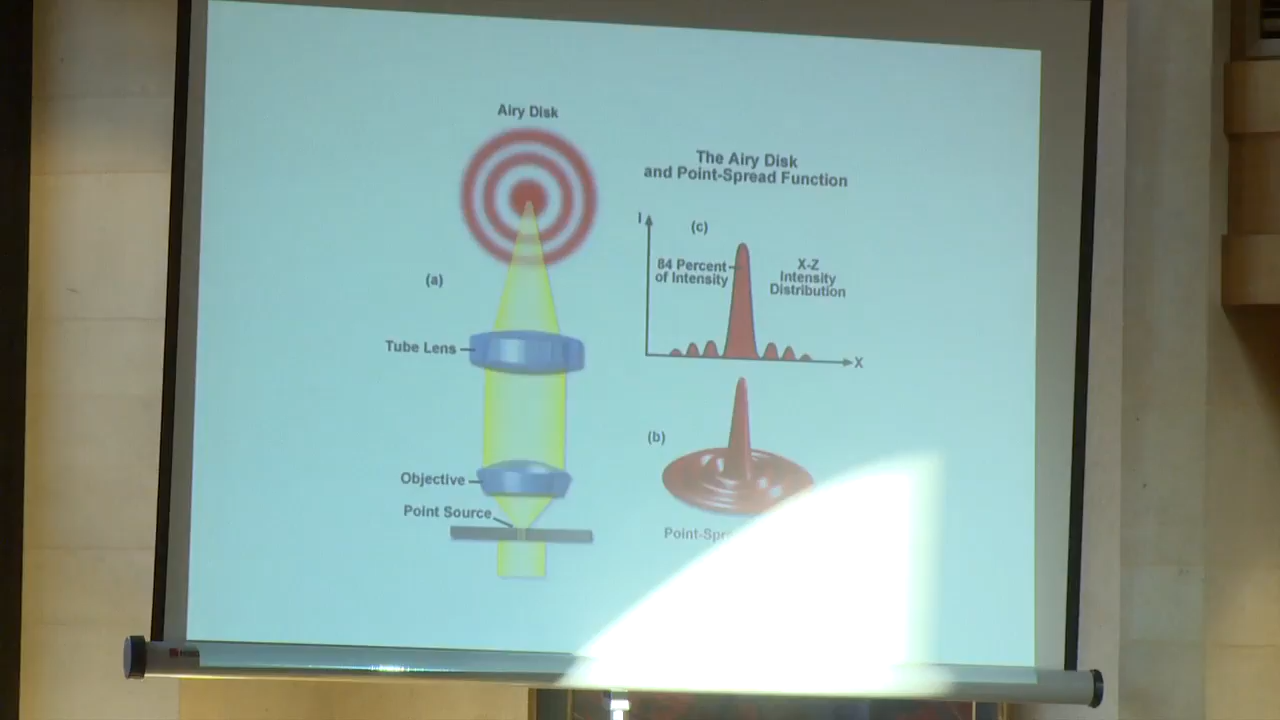 Airy Disk
The Airy Disk
and Point-Spread Function
I
(c)
84 Percent
of Intensity
X-Z
Intensity
Distribution
X
(a)
Tube Lens
(b)
Objective
Point Source